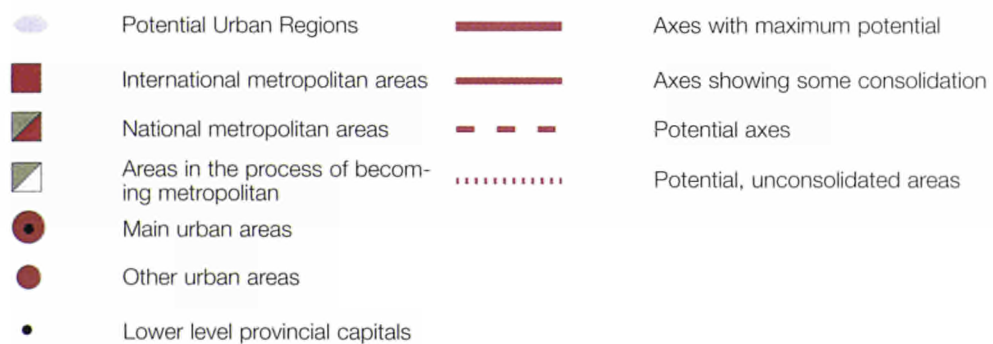 Potential Urban Regions
International metropolitan areas
National metropolitan areas
Areas in the process of becom-
ing metropolitan
Main urban areas
Other urban areas
Lower level provincial capitals
Axes with maximum potential
Axes showing some consolidation
Potential axes
Potential, unconsolidated areas